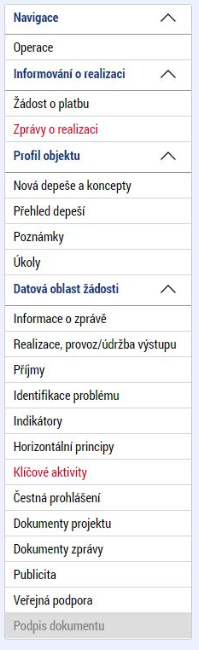 Navigace
Operace
Informování o realizaci
Žádost o platbu
Zprávy o realizaci
Profil objektu
Nová depeše a koncepty
Přehled depeší
Poznámky
Úkoly
Datová oblast žádosti
Informace o zprávě
Realizace, provoz/údržba výstupu
Příjmy
Identifikace problému
Indikátory
Horizontální principy
Klíčové aktivity
Čestná prohlášení
Dokumenty projektu
Dokumenty zprávy
Publicita
Veřejná podpora
Podpis dokumentu